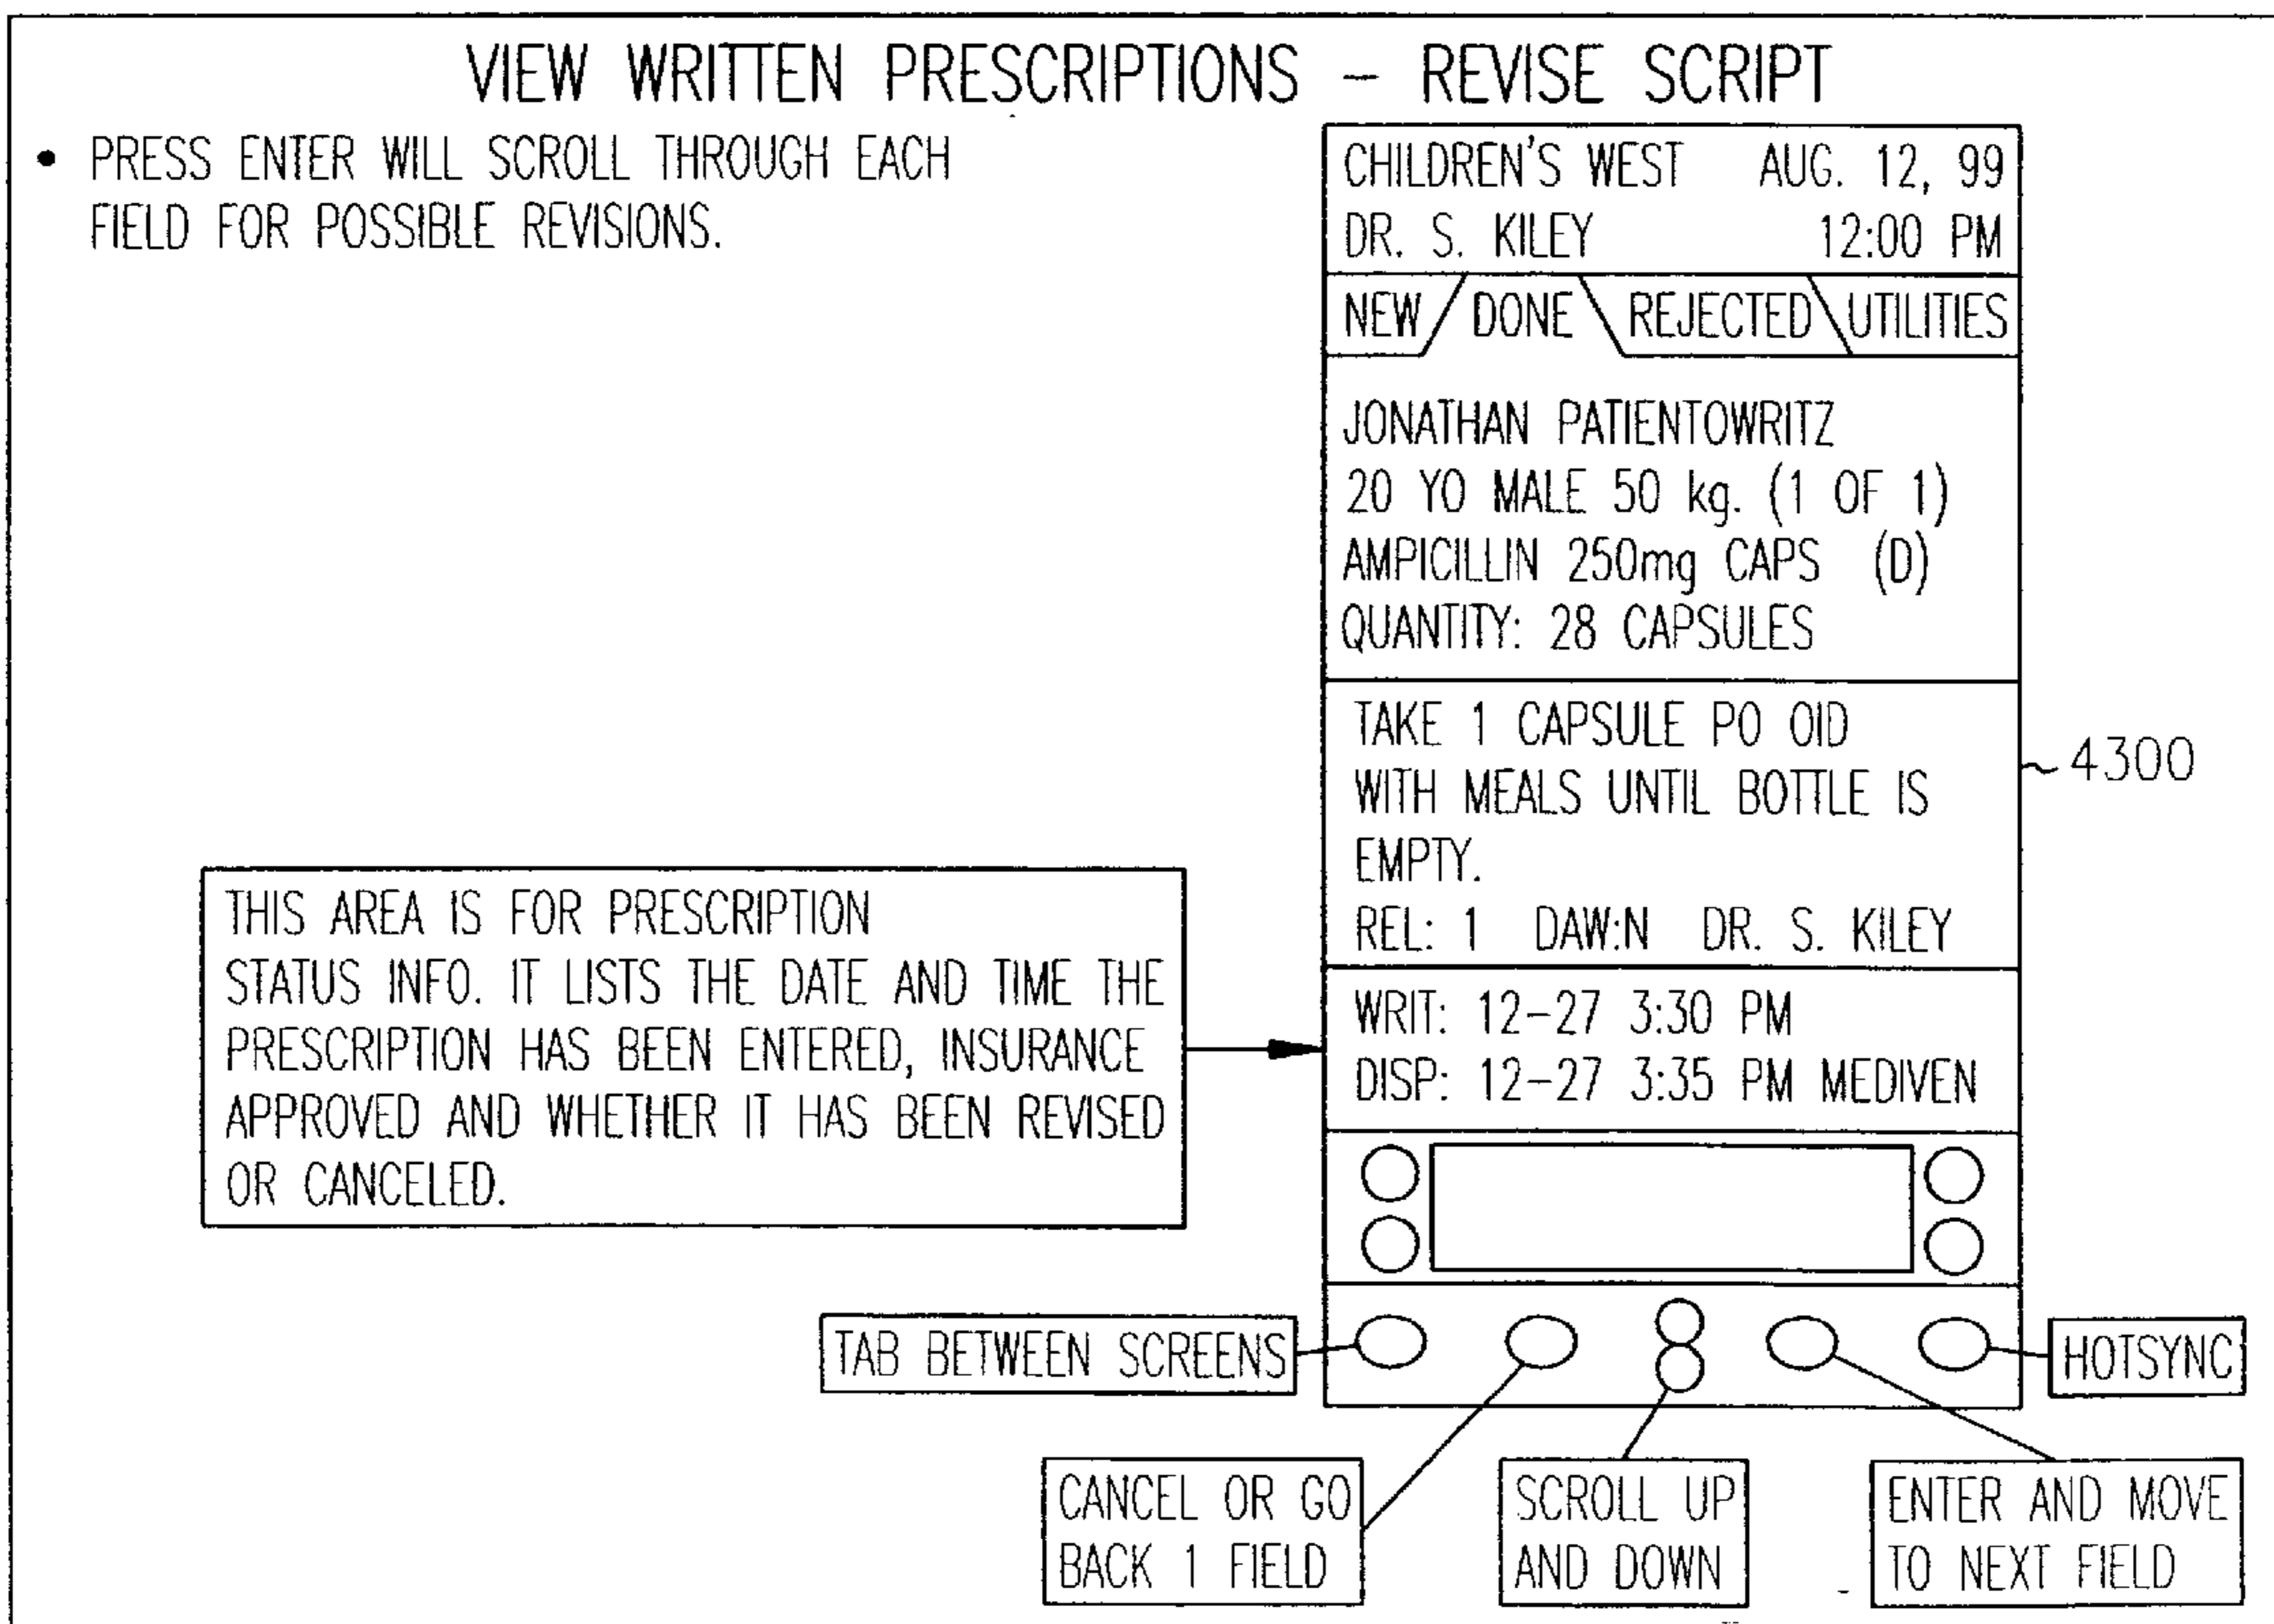 VIEW WRITTEN PRESCRIPTIONS – REVISE SCRIPT
• PRESS ENTER WILL SCROLL THROUGH EACH
FIELD FOR POSSIBLE REVISIONS.
CHILDREN'S WEST AUG. 12, 99
DR. S. KILEY 12:00 PM
NEW DONE REJECTED UTILITIES
JONATHAN PATIENTOWRITZ
20 YO MALE 50 kg. (1 OF 1)
AMPICILLIN 250mg CAPS (D)
QUANTITY: 28 CAPSULES
TAKE 1 CAPSULE PO OID
WITH MEALS UNTIL BOTTLE IS
EMPTY.
REL: 1 DAW:N DR. S. KILEY
4300
THIS AREA IS FOR PRESCRIPTION
STATUS INFO. IT LISTS THE DATE AND TIME THE
PRESCRIPTION HAS BEEN ENTERED, INSURANCE
APPROVED AND WHETHER IT HAS BEEN REVISED
OR CANCELED.
WRIT: 12–27 3:30 PM
DISP: 12–27 3:35 PM MEDIVEN
TAB BETWEEN SCREENS
HOTSYNC
CANCEL OR GO
BACK 1 FIELD
SCROLL UP
AND DOWN
ENTER AND MOVE
TO NEXT FIELD